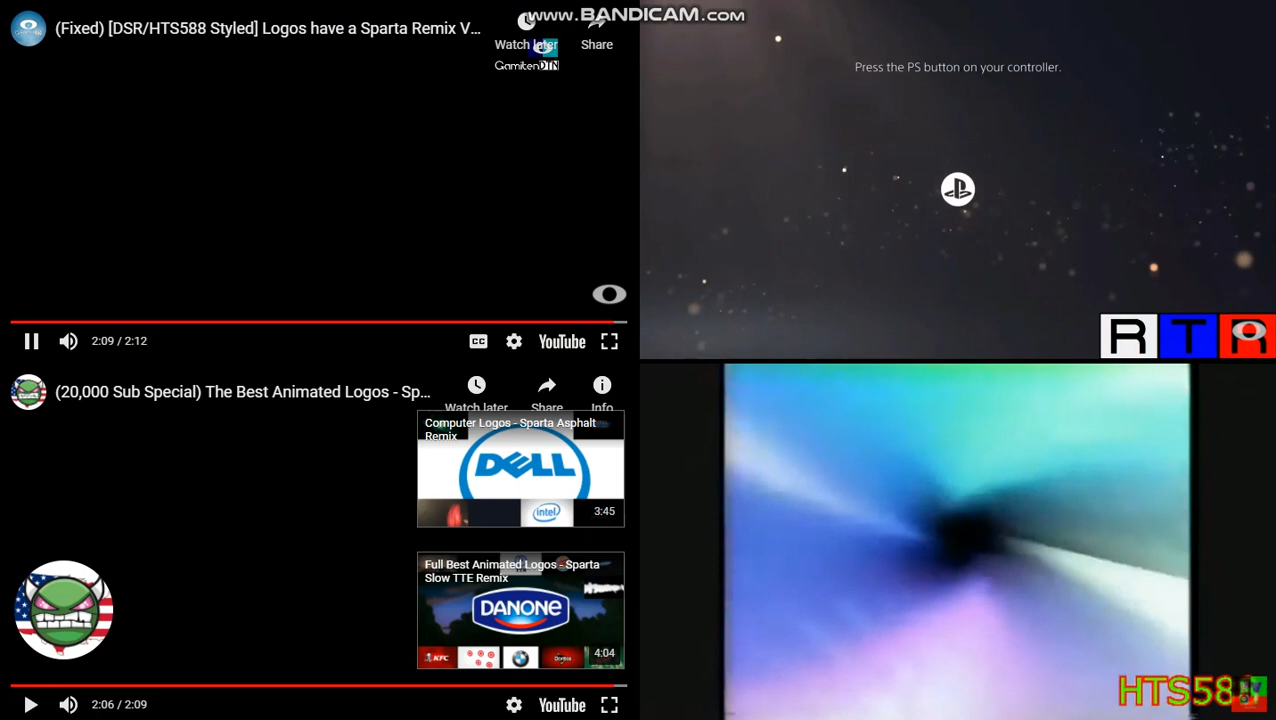 www.BANDICAM.com
(Fixed) [DSR/HTS588 Styled] Logos have a Sparta Remix V...
Watch later
Share
GamitenDTN
Press the PS button on your controller.
2:09 / 2:12
CC
YouTube
RTR
(20,000 Sub Special) The Best Animated Logos - Sp...
Watch later
Share
Info
Computer Logos - Sparta Asphalt
Remix
DELL
intel
3:45
Full Best Animated Logos - Sparta
Slow TTE Remix
DANONE
KFC
4:04
2:06 / 2:09
YouTube
HTS58